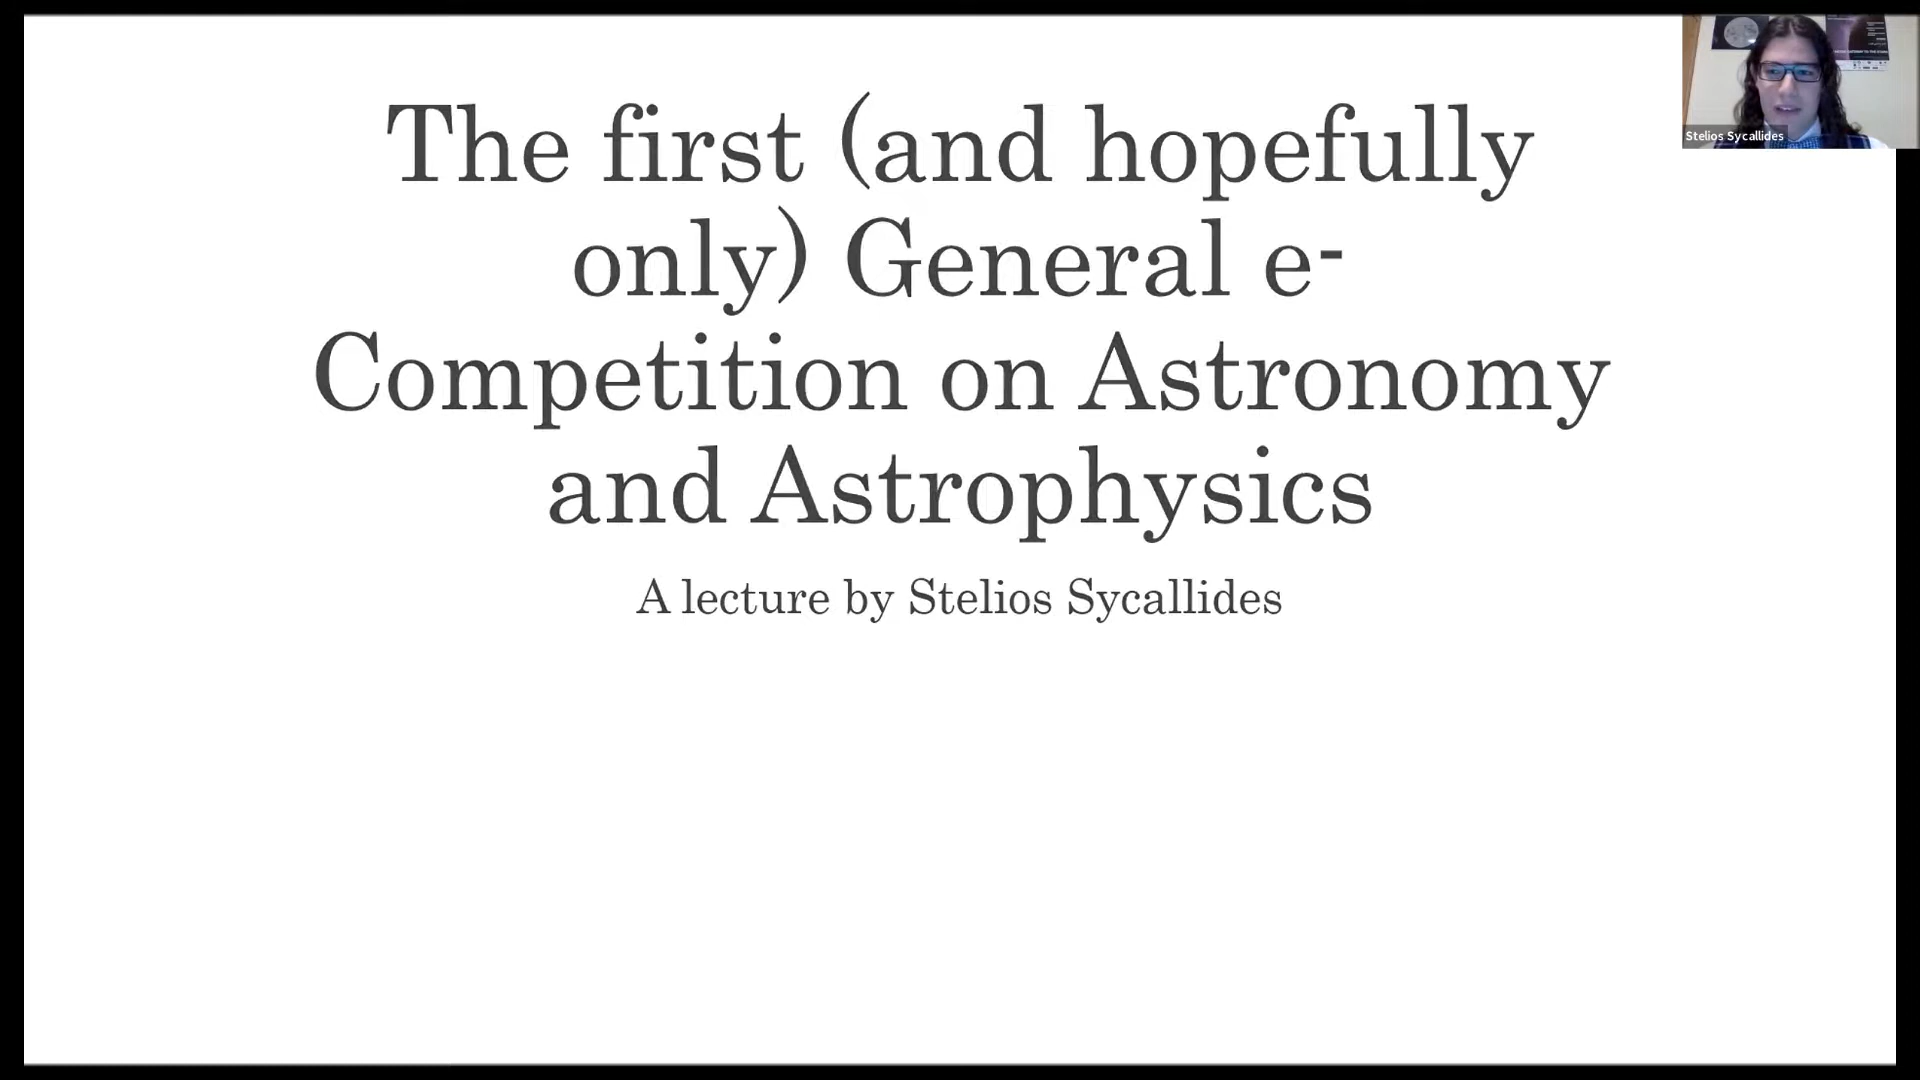 The first (and hopefully
only) General e-
Competition on Astronomy
and Astrophysics
A lecture by Stelios Sycallides
Stelios Sycallides